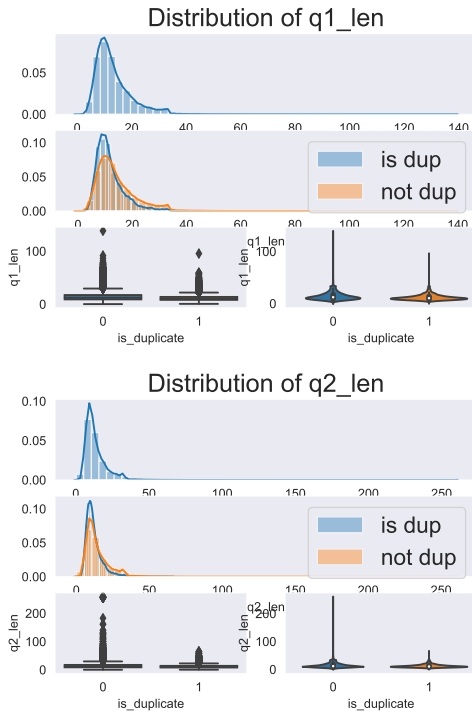 Distribution of q1_len
0.05
0.00
0 20 40 60 80 100 120 140
0.10
0.05
0.00
is dup
not dup
0 20 40 60 80 100 120 140
q1_len
q1_len
100
0
0 1
is_duplicate
q1_len
100
0
0 1
is_duplicate
Distribution of q2_len
0.10
0.05
0.00
0 50 100 150 200 250
0.10
0.05
0.00
is dup
not dup
0 50 100 150 200 250
q2_len
q2_len
200
100
0
0 1
is_duplicate
q2_len
200
100
0
0 1
is_duplicate